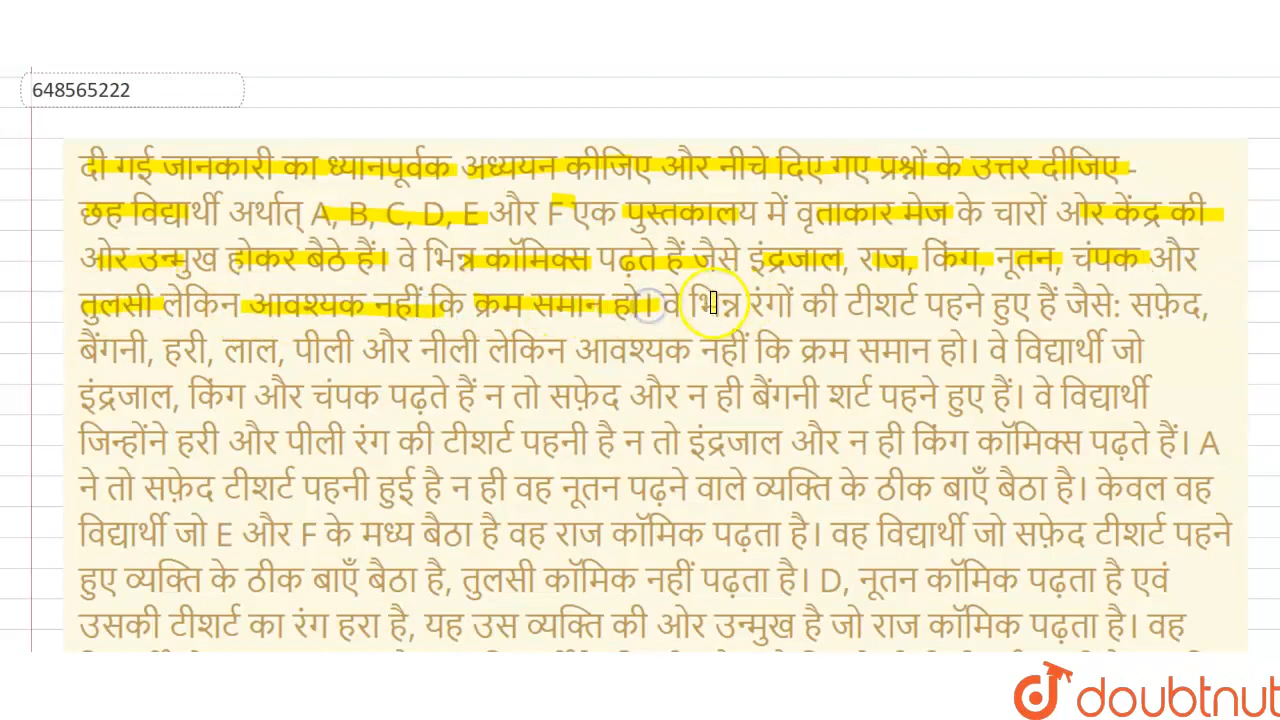 648565222
दी गई जानकारी का ध्यानपूर्वक अध्ययन कीजिए और नीचे दिए गए प्रश्नों के उत्तर दीजिए -
छह विद्यार्थी अर्थात् A, B, C, D, E और F एक पुस्तकालय में वृताकार मेज के चारों ओर केंद्र की
ओर उन्मुख होकर बैठे हैं। वे भिन्न कॉमिक्स पढ़ते हैं जैसे इंद्रजाल, राज, किंग, नूतन, चंपक और
तुलसी लेकिन आवश्यक नहीं कि क्रम समान हो। वे भिन्न रंगों की टीशर्ट पहने हुए हैं जैसे: सफ़ेद,
बैंगनी, हरी, लाल, पीली और नीली लेकिन आवश्यक नहीं कि क्रम समान हो। वे विद्यार्थी जो
इंद्रजाल, किंग और चंपक पढ़ते हैं न तो सफ़ेद और न ही बैंगनी शर्ट पहने हुए हैं। वे विद्यार्थी
जिन्होंने हरी और पीली रंग की टीशर्ट पहनी है न तो इंद्रजाल और न ही किंग कॉमिक्स पढ़ते हैं। A
ने तो सफ़ेद टीशर्ट पहनी हुई है न ही वह नूतन पढ़ने वाले व्यक्ति के ठीक बाएँ बैठा है। केवल वह
विद्यार्थी जो E और F के मध्य बैठा है वह राज कॉमिक पढ़ता है। वह विद्यार्थी जो सफ़ेद टीशर्ट पहने
हुए व्यक्ति के ठीक बाएँ बैठा है, तुलसी कॉमिक नहीं पढ़ता है। D, नूतन कॉमिक पढ़ता है एवं
उसकी टीशर्ट का रंग हरा है, यह उस व्यक्ति की ओर उन्मुख है जो राज कॉमिक पढ़ता है। वह
doubtnut